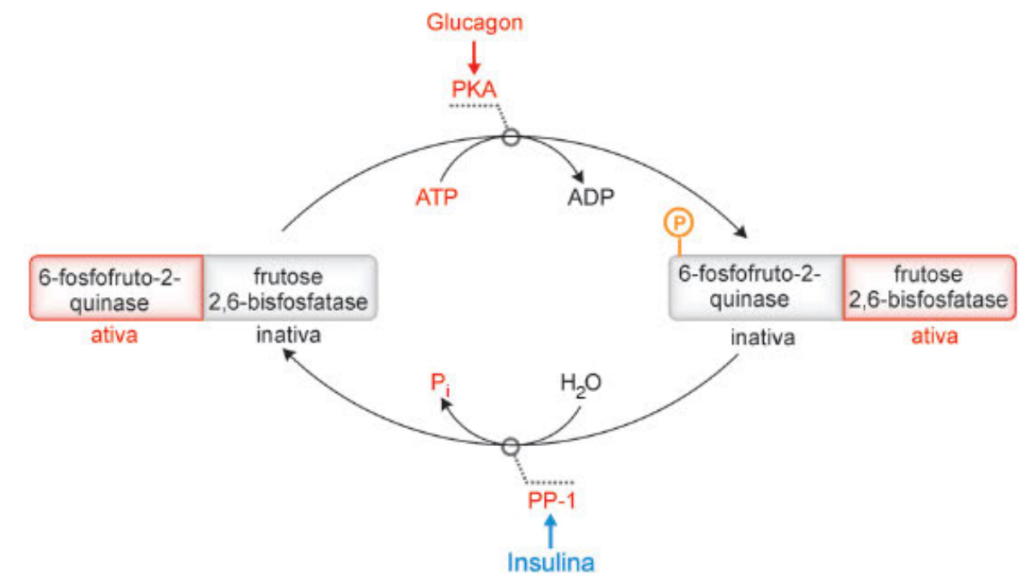 Glucagon
PKA
ATP
ADP
P
6-fosfofruto-2-
quinase
ativa
frutose
2,6-bisfosfatase
inativa
6-fosfofruto-2-
quinase
inativa
frutose
2,6-bisfosfatase
ativa
Pi
H2O
PP-1
Insulina